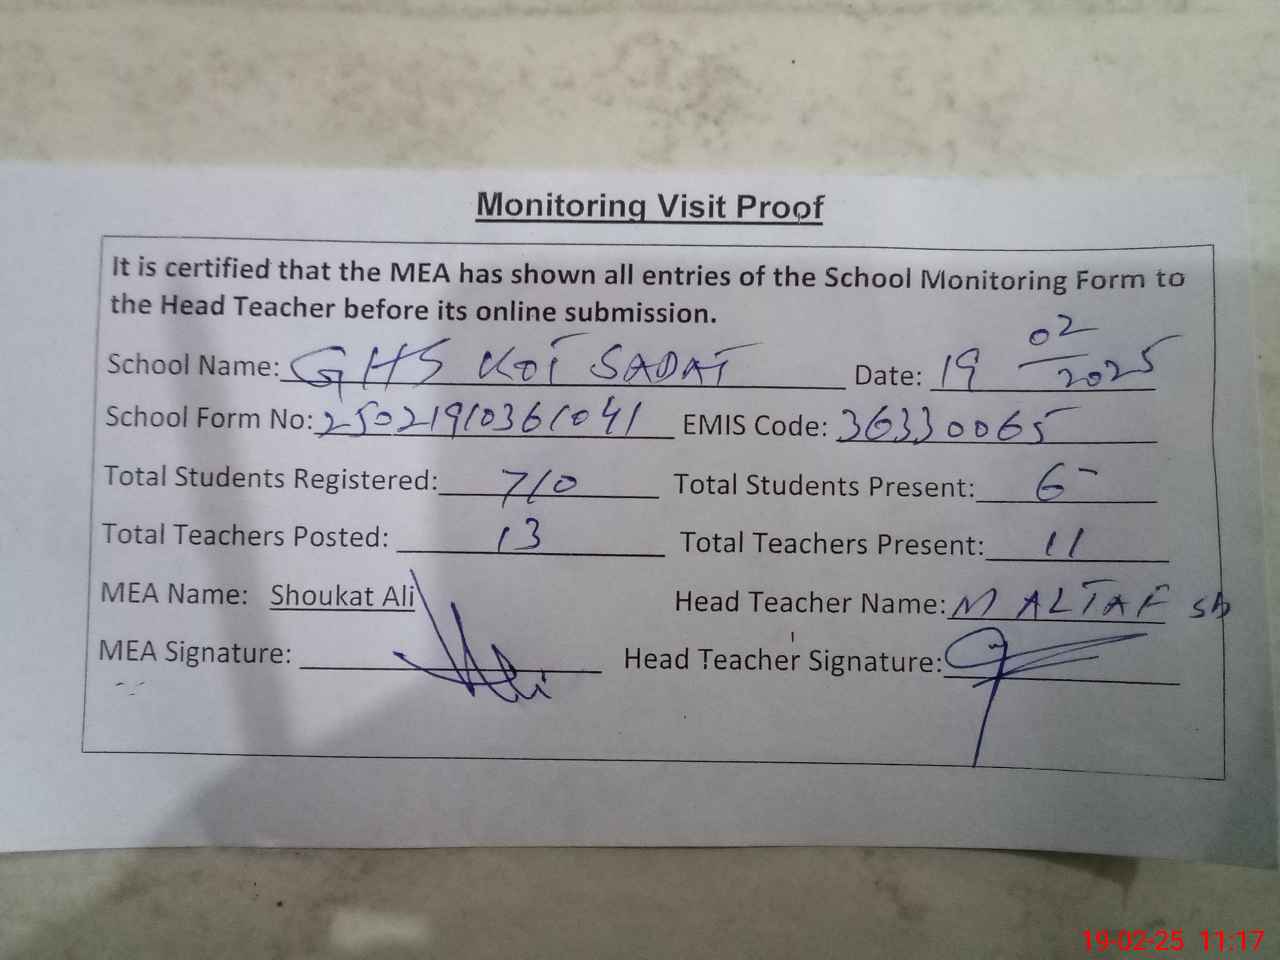 Monitoring Visit Proof
It is certified that the MEA has shown all entries of the School Monitoring Form to
the Head Teacher before its online submission.
School Name: GHS KOT SADAT Date: 19 02/2025
School Form No: 25021910361041 EMIS Code: 36330065
Total Students Registered: 710 Total Students Present:
Total Teachers Posted: 13 Total Teachers Present: 11
MEA Name: Shoukat Ali Head Teacher Name: M ALTAF sb
MEA Signature: Head Teacher Signature:
19-02-25 11:17